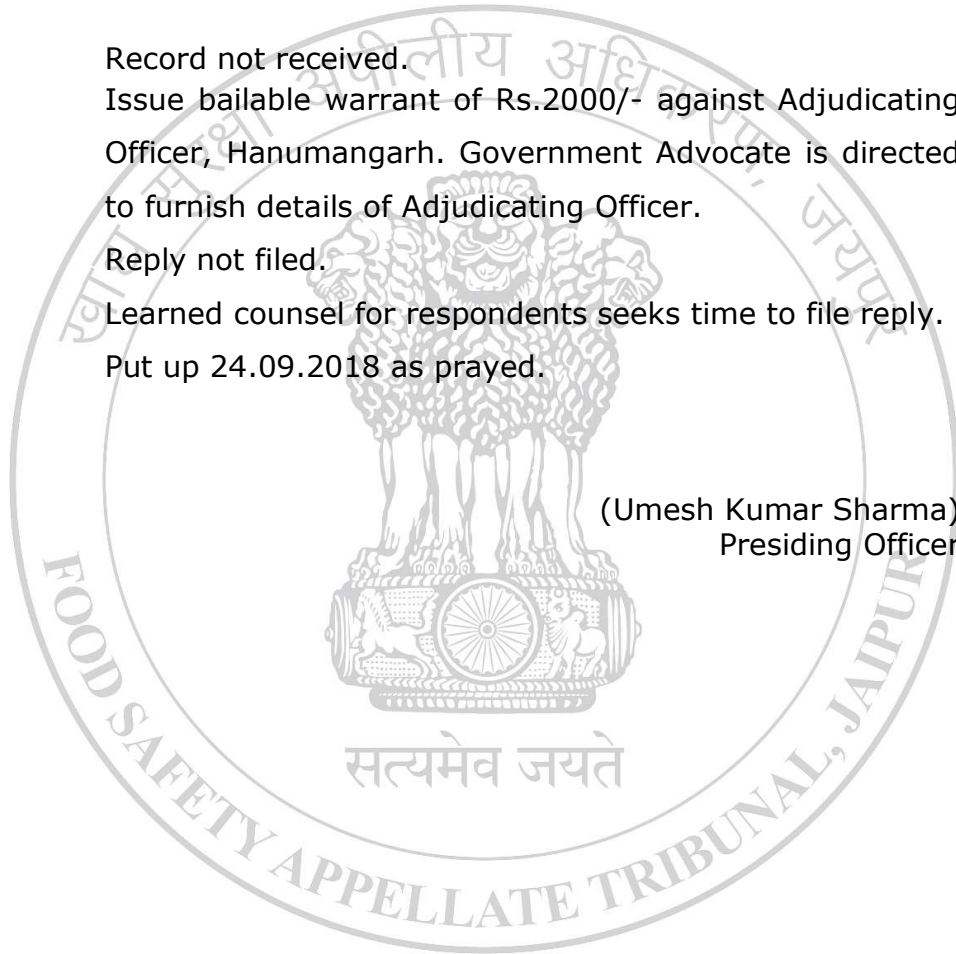 Record not received.
Issue bailable warrant of Rs.2000/- against Adjudicating
Officer, Hanumangarh. Government Advocate is directed
to furnish details of Adjudicating Officer.
Reply not filed.
Learned counsel for respondents seeks time to file reply.
Put up 24.09.2018 as prayed.
(Umesh Kumar Sharma)
Presiding Officer
खाद्य सुरक्षा अपीलीय अधिकरण, जयपुर
सत्यमेव जयते
FOOD SAFETY APPELLATE TRIBUNAL, JAIPUR